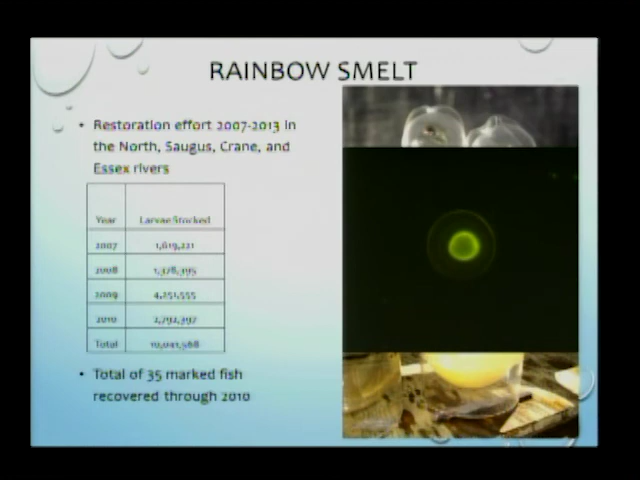 RAINBOW SMELT
• Restoration effort 2007-2013 in
the North, Saugus, Crane, and
Essex rivers
Year Larvae Stocked
2007 1,619,221
2008 1,378,395
2009 4,251,555
2010 2,792,397
Total 10,041,568
• Total of 35 marked fish
recovered through 2010